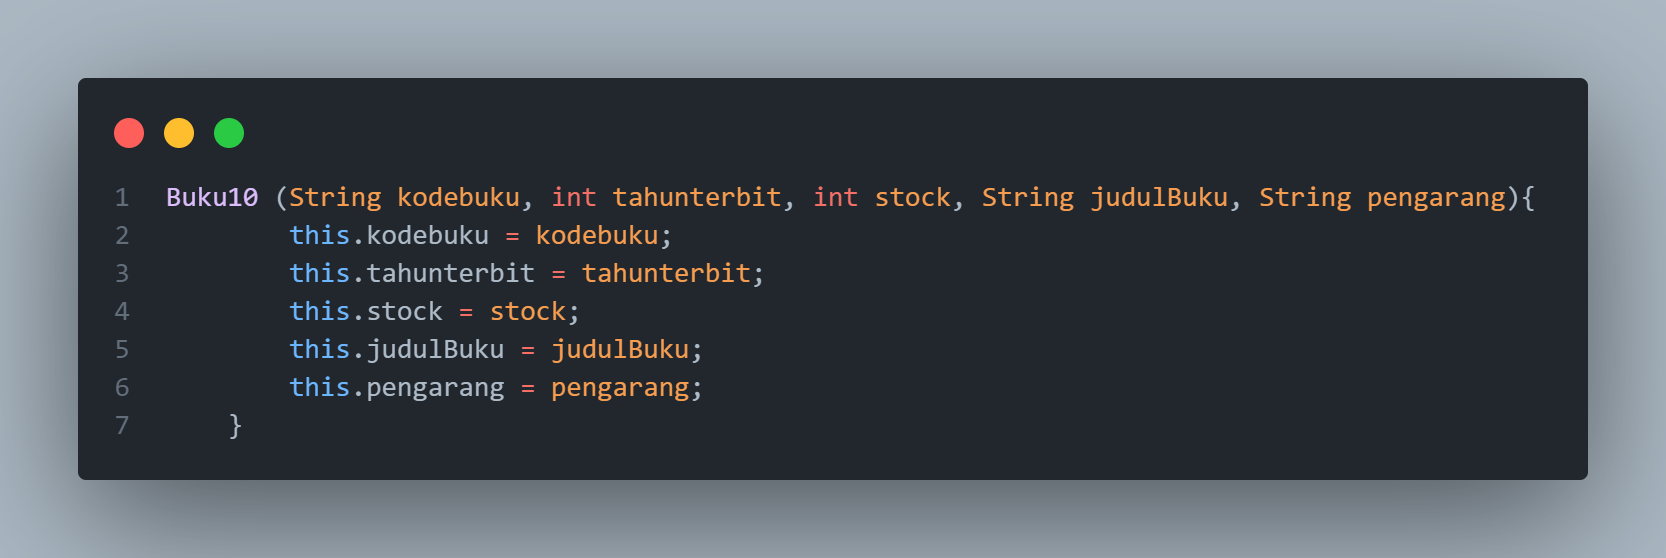 1 Buku10 (String kodebuku, int tahunterbit, int stock, String judulBuku, String pengarang){
2 this.kodebuku = kodebuku;
3 this.tahunterbit = tahunterbit;
4 this.stock = stock;
5 this.judulBuku = judulBuku;
6 this.pengarang = pengarang;
7 }